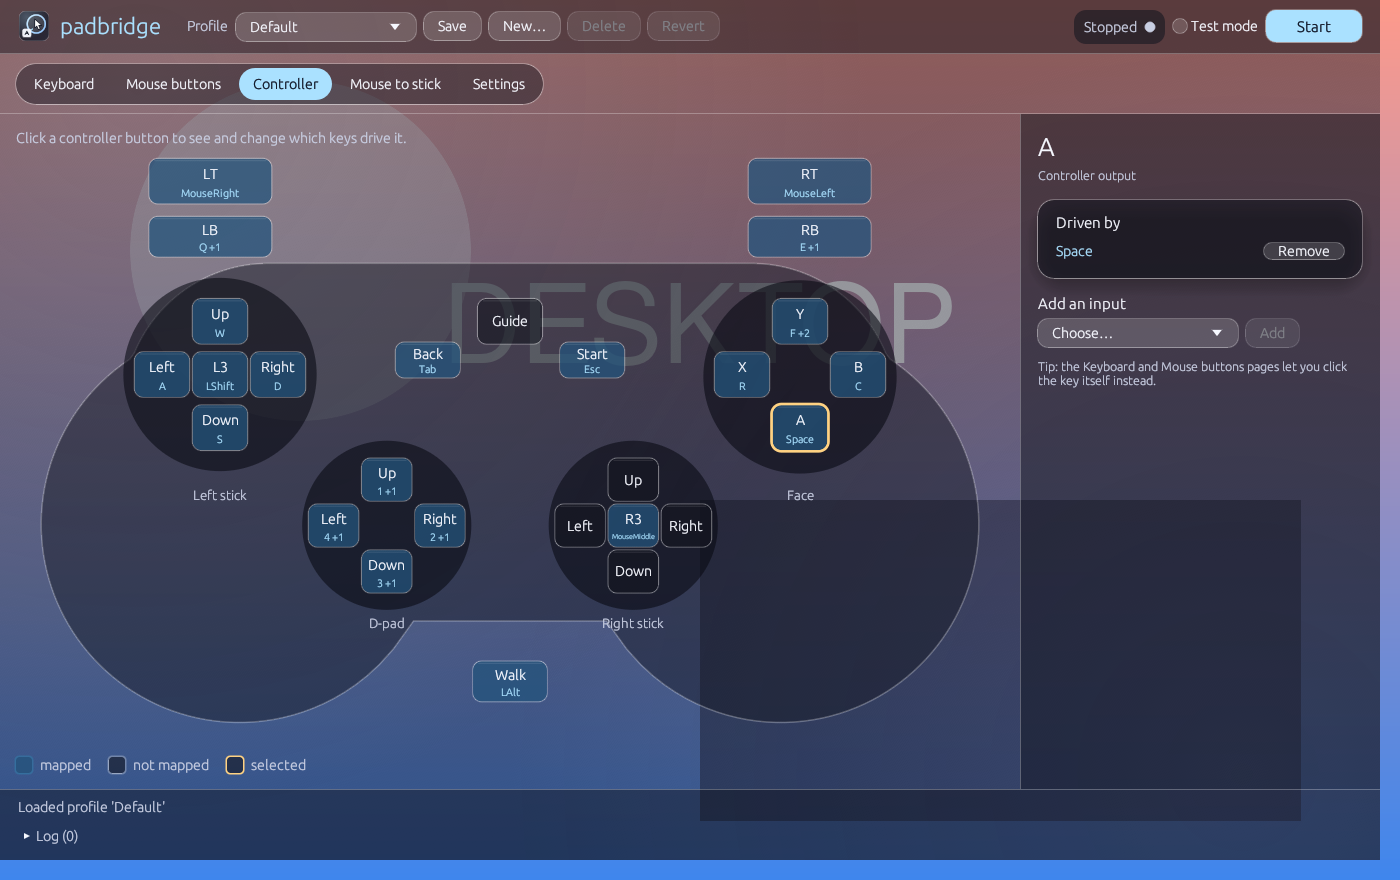 padbridge
Profile
Default
Save
New...
Delete
Revert
Stopped
Test mode
Start
Keyboard
Mouse buttons
Controller
Mouse to stick
Settings
Click a controller button to see and change which keys drive it.
LT
MouseRight
LB
Q +1
RT
MouseLeft
RB
E +1
DESKTOP
Up
W
Left
A
L3
LShift
Right
D
Down
S
Left stick
Guide
Back
Tab
Start
Esc
Y
F +2
X
R
B
C
A
Space
Face
Up
1 +1
Left
4 +1
Right
2 +1
Down
3 +1
D-pad
Up
Left
R3
MouseMiddle
Right
Down
Right stick
Walk
LAlt
mapped
not mapped
selected
A
Controller output
Driven by
Space
Remove
Add an input
Choose...
Add
Tip: the Keyboard and Mouse buttons pages let you click
the key itself instead.
Loaded profile 'Default'
Log (0)